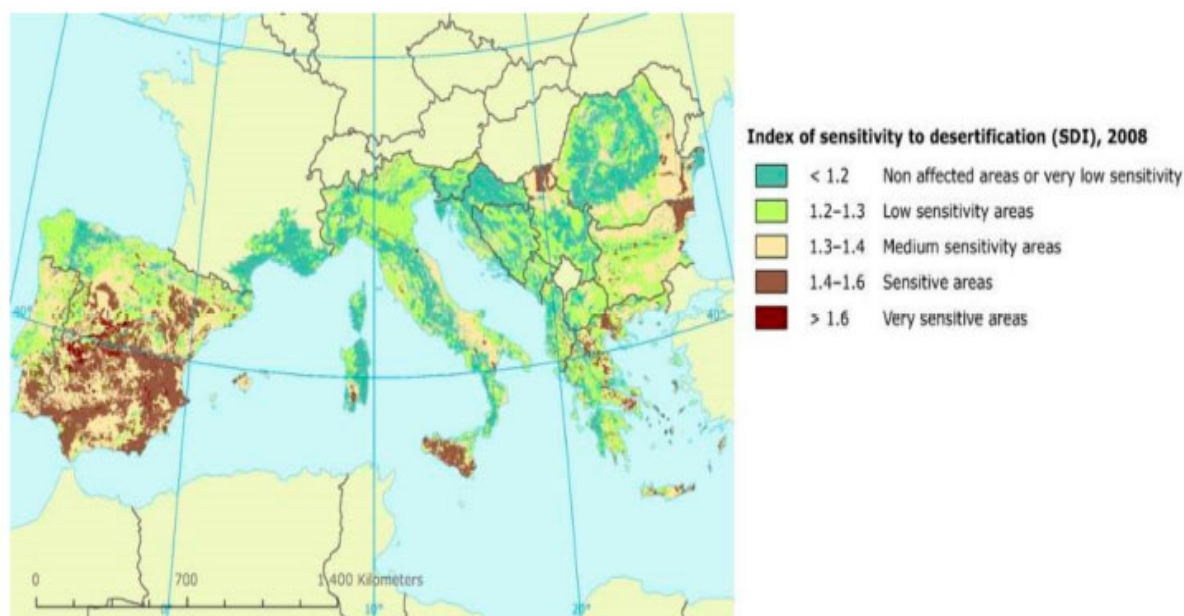 Index of sensitivity to desertification (SDI), 2008
< 1.2 Non affected areas or very low sensitivity
1.2–1.3 Low sensitivity areas
1.3–1.4 Medium sensitivity areas
1.4–1.6 Sensitive areas
> 1.6 Very sensitive areas
40°
40°
0 700 1 400 Kilometers
0° 10° 20°